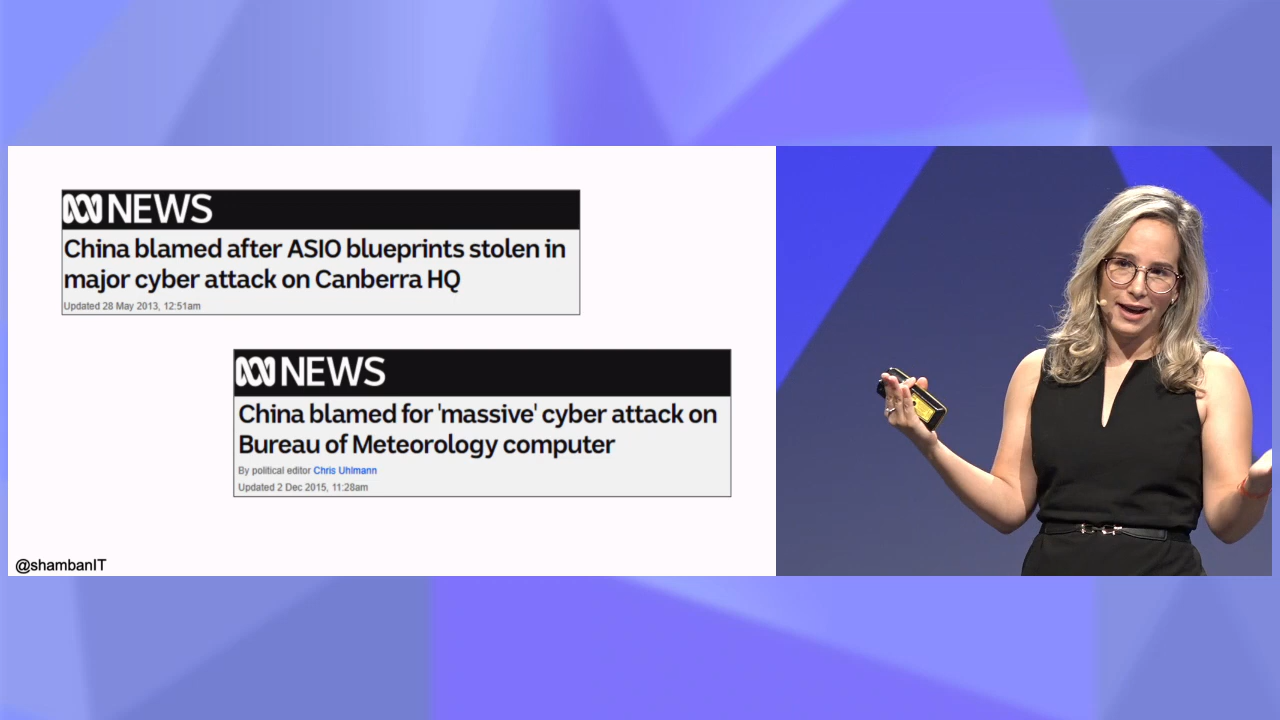 NEWS
China blamed after ASIO blueprints stolen in
major cyber attack on Canberra HQ
Updated 28 May 2013, 12:51am
NEWS
China blamed for 'massive' cyber attack on
Bureau of Meteorology computer
By political editor Chris Uhlmann
Updated 2 Dec 2015, 11:28am
@shambanIT